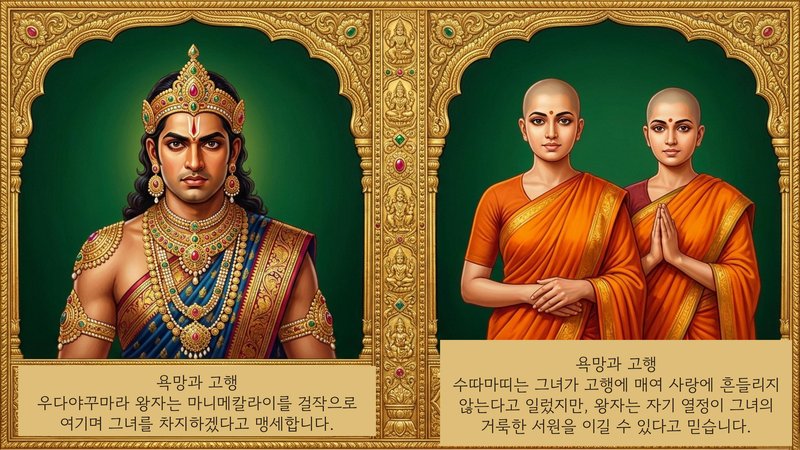 욕망과 고행
우다야꾸마라 왕자는 마니메칼라이를 걸작으로
여기며 그녀를 차지하겠다고 맹세합니다.
욕망과 고행
수따마띠는 그녀가 고행에 매여 사랑에 흔들리지
않는다고 일렀지만, 왕자는 자기 열정이 그녀의
거룩한 서원을 이길 수 있다고 믿습니다.